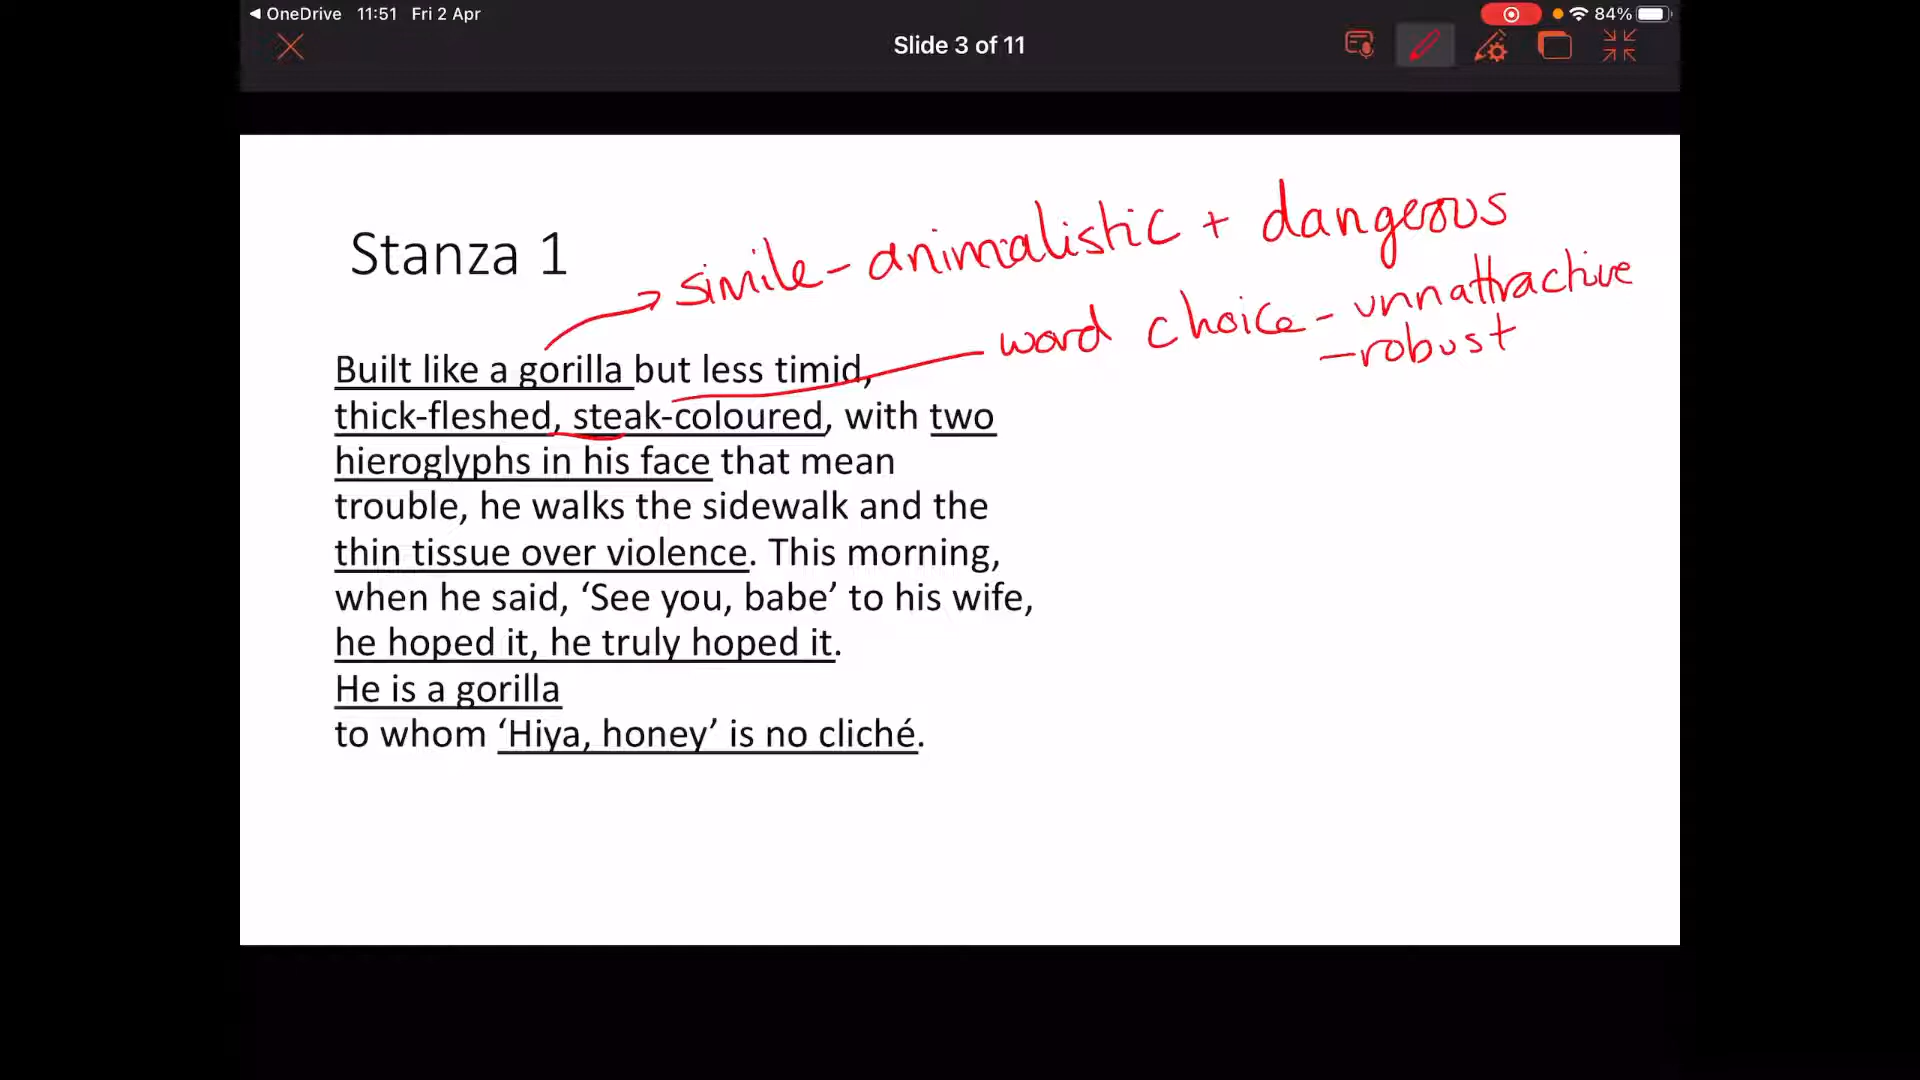 OneDrive 11:51 Fri 2 Apr
84%
Slide 3 of 11
Stanza 1
simile - animalistic + dangerous
word choice - unnattractive
- robust
Built like a gorilla but less timid,
thick-fleshed, steak-coloured, with two
hieroglyphs in his face that mean
trouble, he walks the sidewalk and the
thin tissue over violence. This morning,
when he said, ‘See you, babe’ to his wife,
he hoped it, he truly hoped it.
He is a gorilla
to whom ‘Hiya, honey’ is no cliché.